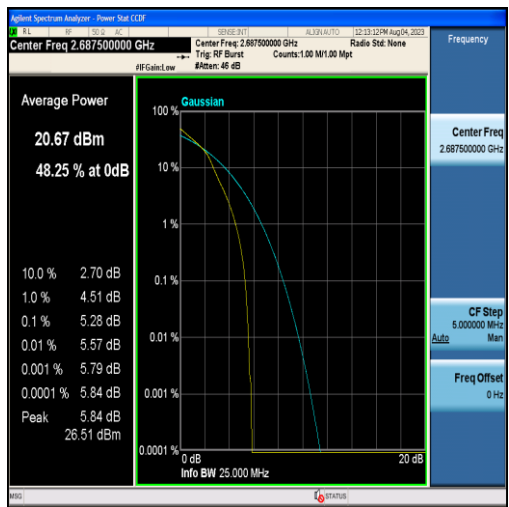 Agilent Spectrum Analyzer - Power Stat CCDF
RL RF 50 Ω AC SENSE:INT ALIGN AUTO 12:13:12 PM Aug 04, 2023
Center Freq 2.687500000 GHz
Center Freq: 2.687500000 GHz Radio Std: None
Trig: RF Burst Counts:1.00 M/1.00 Mpt
#IFGain:Low #Atten: 46 dB
Frequency
Average Power
20.67 dBm
48.25 % at 0dB
10.0 % 2.70 dB
1.0 % 4.51 dB
0.1 % 5.28 dB
0.01 % 5.57 dB
0.001 % 5.79 dB
0.0001 % 5.84 dB
Peak 5.84 dB
26.51 dBm
Gaussian
100 %
10 %
1 %
0.1 %
0.01 %
0.001 %
0.0001 %
0 dB 20 dB
Info BW 25.000 MHz
Center Freq
2.687500000 GHz
CF Step
5.000000 MHz
Auto Man
Freq Offset
0 Hz
MSG STATUS